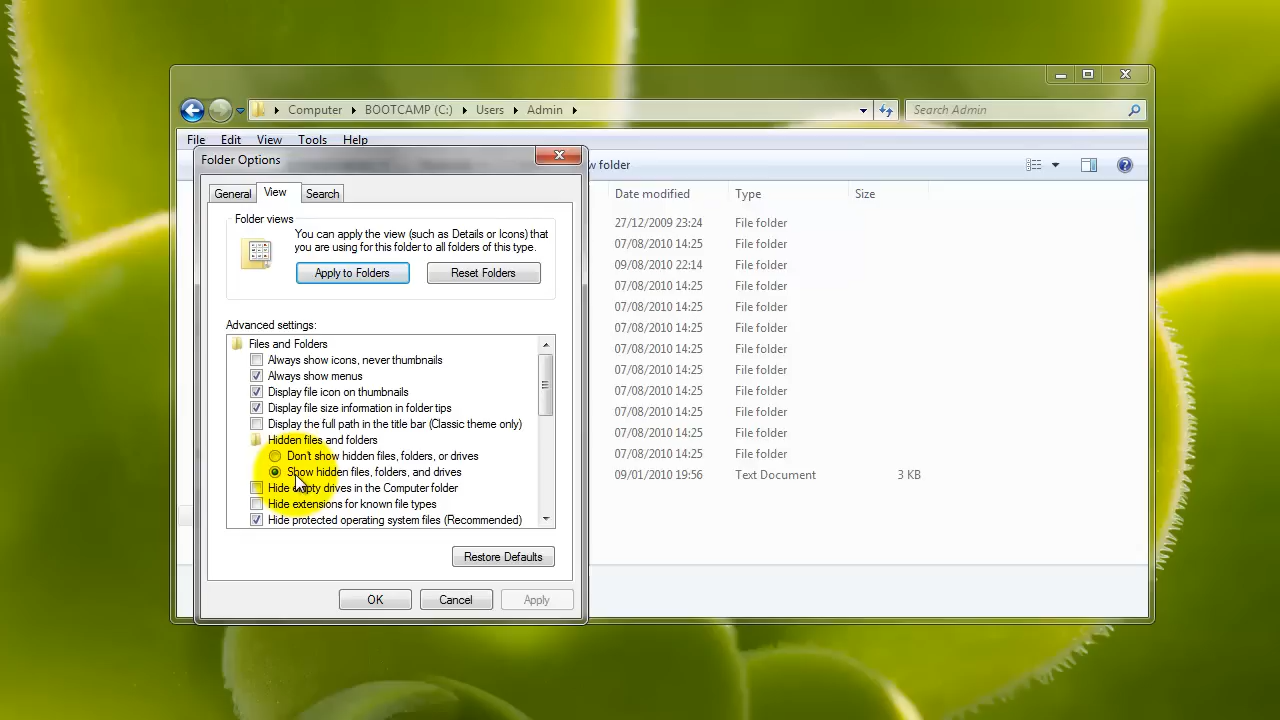 Computer BOOTCAMP (C:) Users Admin Search Admin
File Edit View Tools Help
Folder Options
w folder
General View Search
Date modified Type Size
Folder views
You can apply the view (such as Details or Icons) that
you are using for this folder to all folders of this type.
Apply to Folders Reset Folders
Advanced settings:
Files and Folders
Always show icons, never thumbnails
Always show menus
Display file icon on thumbnails
Display file size information in folder tips
Display the full path in the title bar (Classic theme only)
Hidden files and folders
Don't show hidden files, folders, or drives
Show hidden files, folders, and drives
Hide empty drives in the Computer folder
Hide extensions for known file types
Hide protected operating system files (Recommended)
Restore Defaults
OK Cancel Apply
27/12/2009 23:24 File folder
07/08/2010 14:25 File folder
09/08/2010 22:14 File folder
07/08/2010 14:25 File folder
07/08/2010 14:25 File folder
07/08/2010 14:25 File folder
07/08/2010 14:25 File folder
07/08/2010 14:25 File folder
07/08/2010 14:25 File folder
07/08/2010 14:25 File folder
07/08/2010 14:25 File folder
07/08/2010 14:25 File folder
09/01/2010 19:56 Text Document 3 KB